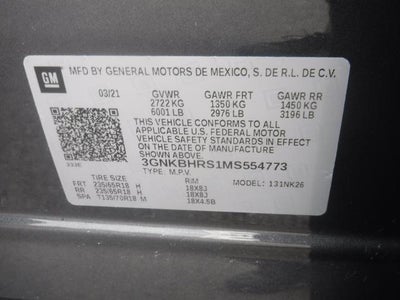 GM
MFD BY GENERAL MOTORS DE MEXICO, S. DE R.L. DE C.V.
03/21 GVWR GAWR FRT GAWR RR
2722 KG 1350 KG 1450 KG
6001 LB 2976 LB 3196 LB
THIS VEHICLE CONFORMS TO ALL
APPLICABLE U.S. FEDERAL MOTOR
VEHICLE SAFETY STANDARDS IN EFFECT
ON THE DATE OF MANUFACTURE
SHOWN ABOVE.
3GNKBHRS1MS554773
TYPE: M.P.V. MODEL: 131NK26
TIRE SIZE RIM
FRT 235/65R18 H 18X8J
RR 235/65R18 H 18X8J
SPA T135/70R18 M 18X4.5B